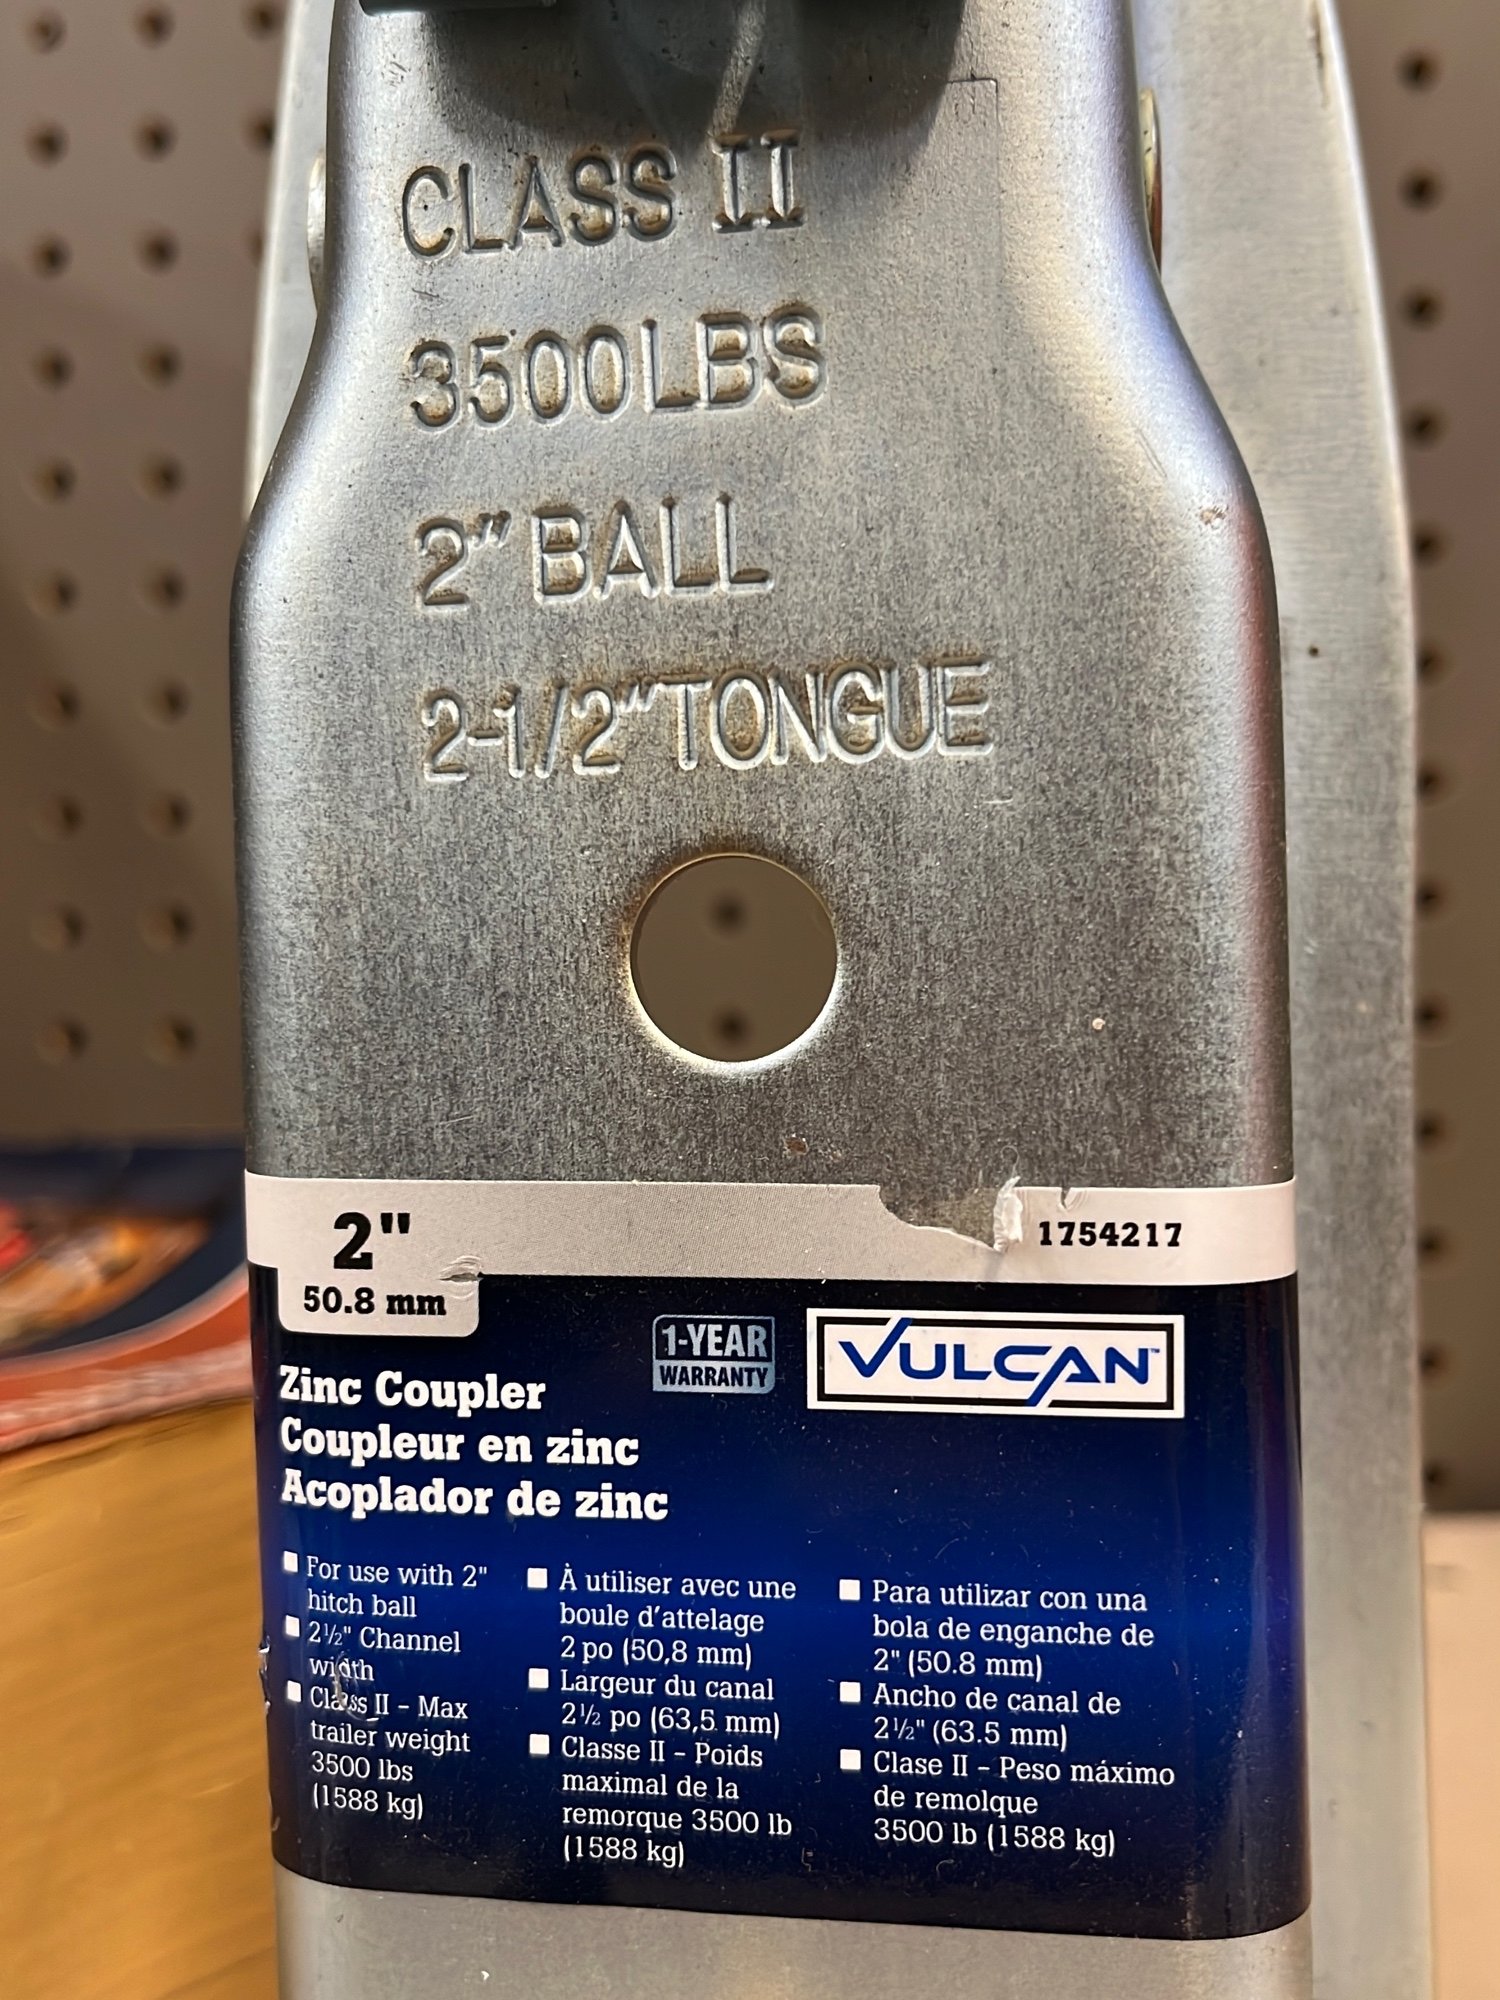 CLASS II
3500LBS
2" BALL
2-1/2" TONGUE
2"
50.8 mm
1754217
1-YEAR
WARRANTY
VULCAN™
Zinc Coupler
Coupleur en zinc
Acoplador de zinc
■ For use with 2"
hitch ball
■ 2½" Channel
width
■ Class II – Max
trailer weight
3500 lbs
(1588 kg)
■ À utiliser avec une
boule d'attelage
2 po (50,8 mm)
■ Largeur du canal
2½ po (63,5 mm)
■ Classe II – Poids
maximal de la
remorque 3500 lb
(1588 kg)
■ Para utilizar con una
bola de enganche de
2" (50.8 mm)
■ Ancho de canal de
2½" (63.5 mm)
■ Clase II – Peso máximo
de remolque
3500 lb (1588 kg)